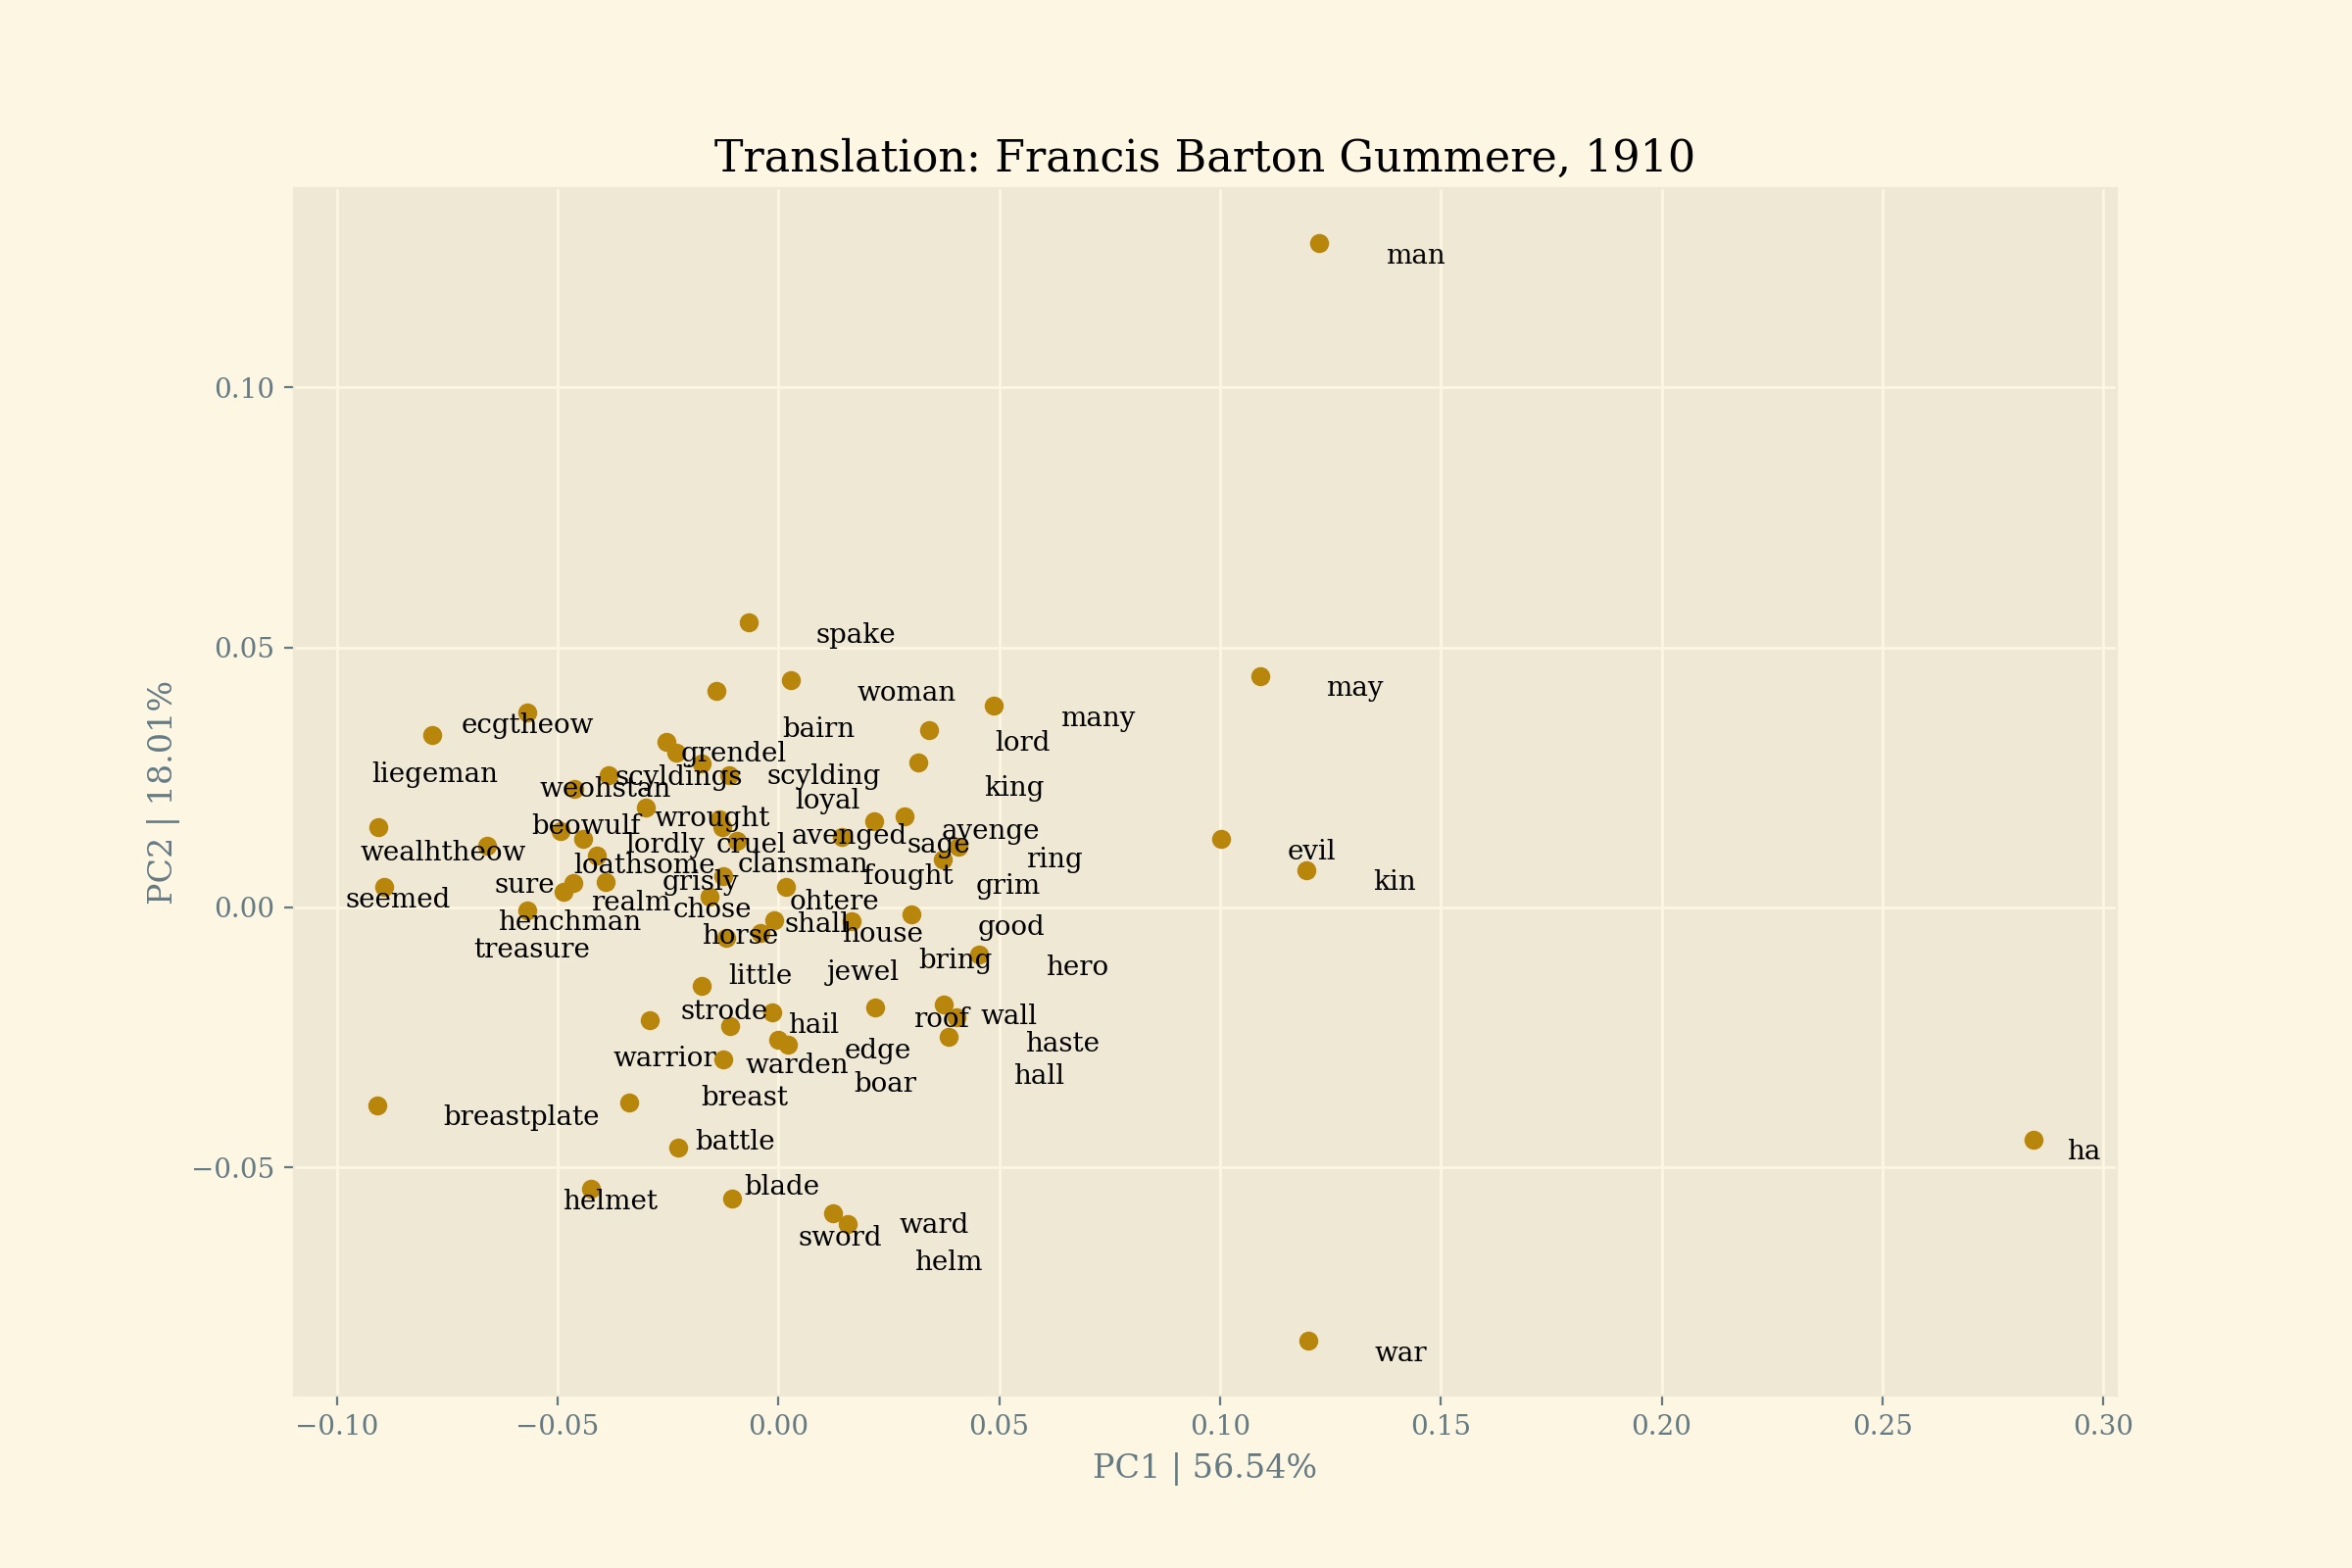 Translation: Francis Barton Gummere, 1910
man
0.10
spake
0.05
may
woman
many
ecgtheow
bairn
lord
grendel
liegeman
scyldings
scylding
weohstan
king
loyal
wrought
beowulf
avenged
avenge
lordly
cruel
sage
wealhtheow
evil
ring
loathsome
clansman
fought
kin
sure
grisly
grim
seemed
ohtere
realm
chose
0.00
henchman
shall
good
horse
house
treasure
bring
hero
little
jewel
strode
roof
wall
hail
haste
edge
warrior
warden
hall
boar
breast
breastplate
battle
ha
−0.05
blade
helmet
ward
sword
helm
war
PC2 | 18.01%
−0.10 −0.05 0.00 0.05 0.10 0.15 0.20 0.25 0.30
PC1 | 56.54%